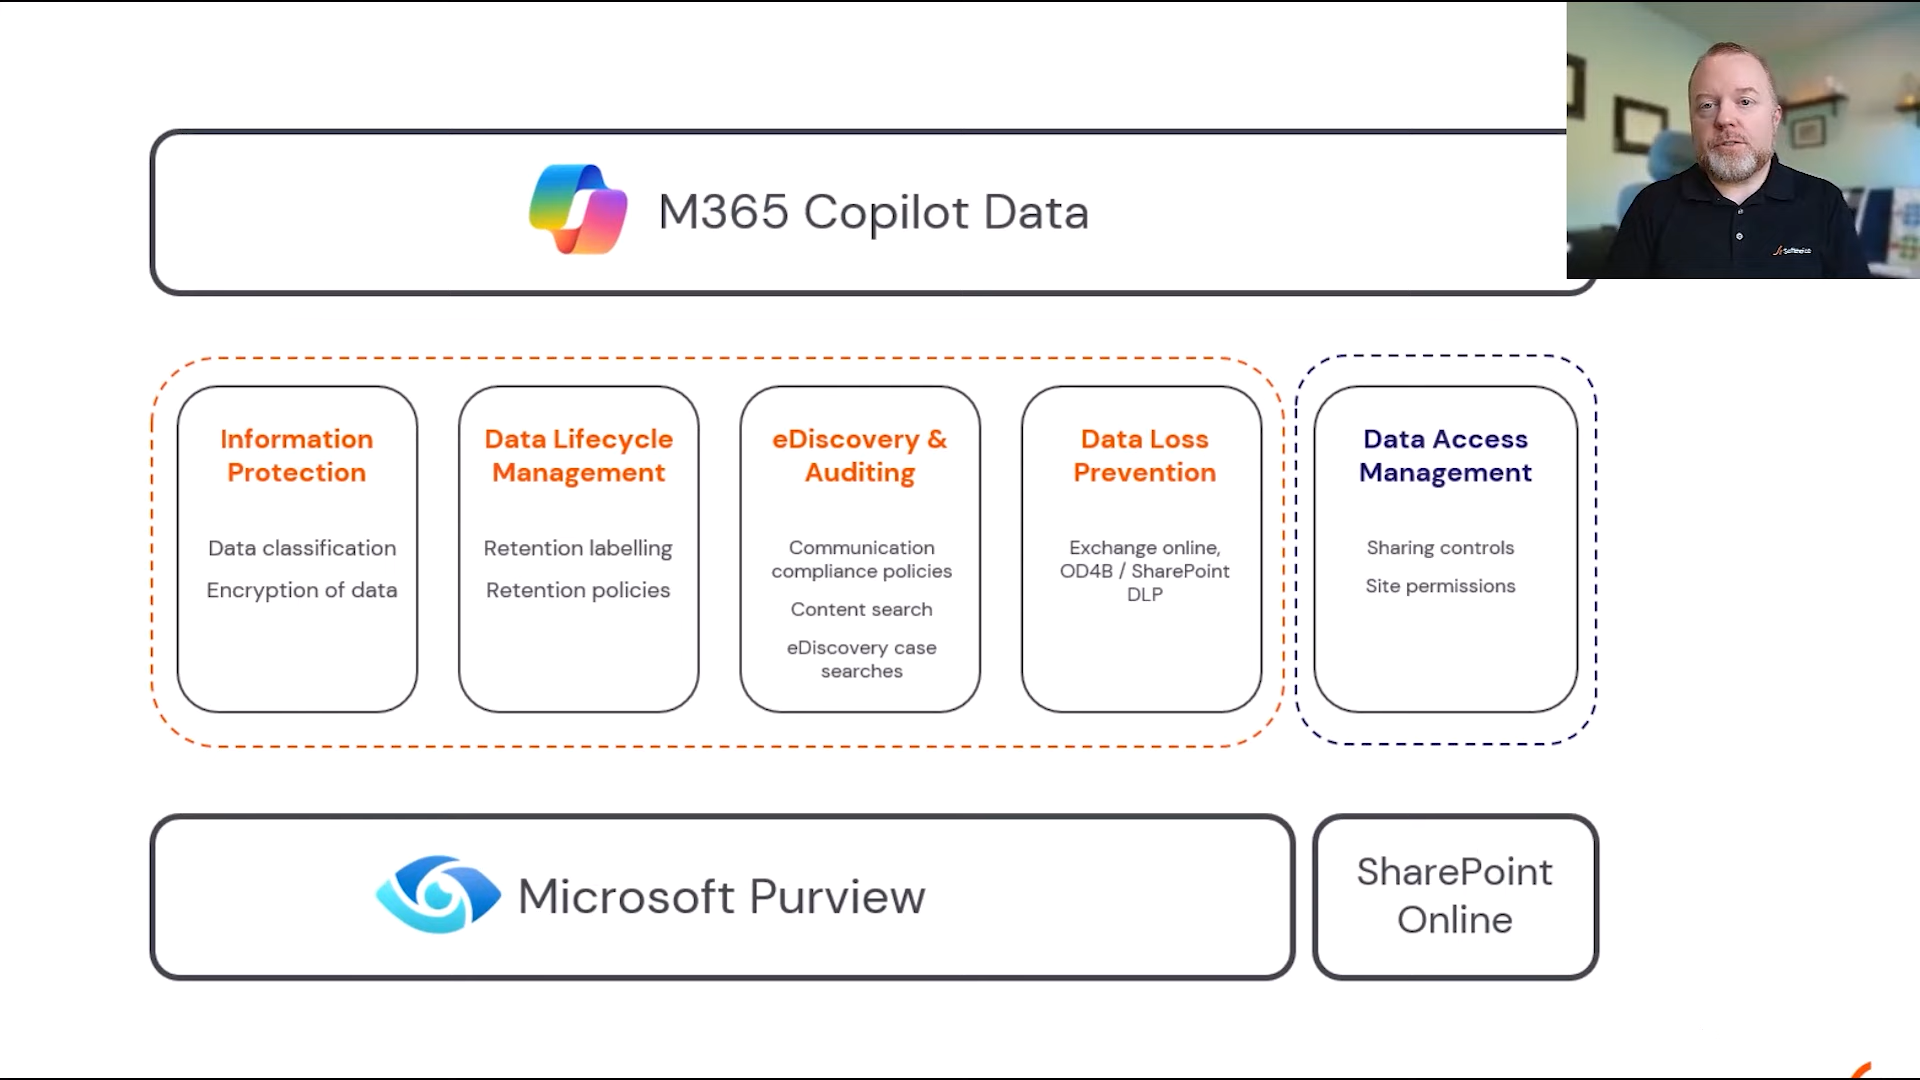 M365 Copilot Data
Information
Protection
Data classification
Encryption of data
Data Lifecycle
Management
Retention labelling
Retention policies
eDiscovery &
Auditing
Communication
compliance policies
Content search
eDiscovery case
searches
Data Loss
Prevention
Exchange online,
OD4B / SharePoint
DLP
Data Access
Management
Sharing controls
Site permissions
Microsoft Purview
SharePoint
Online